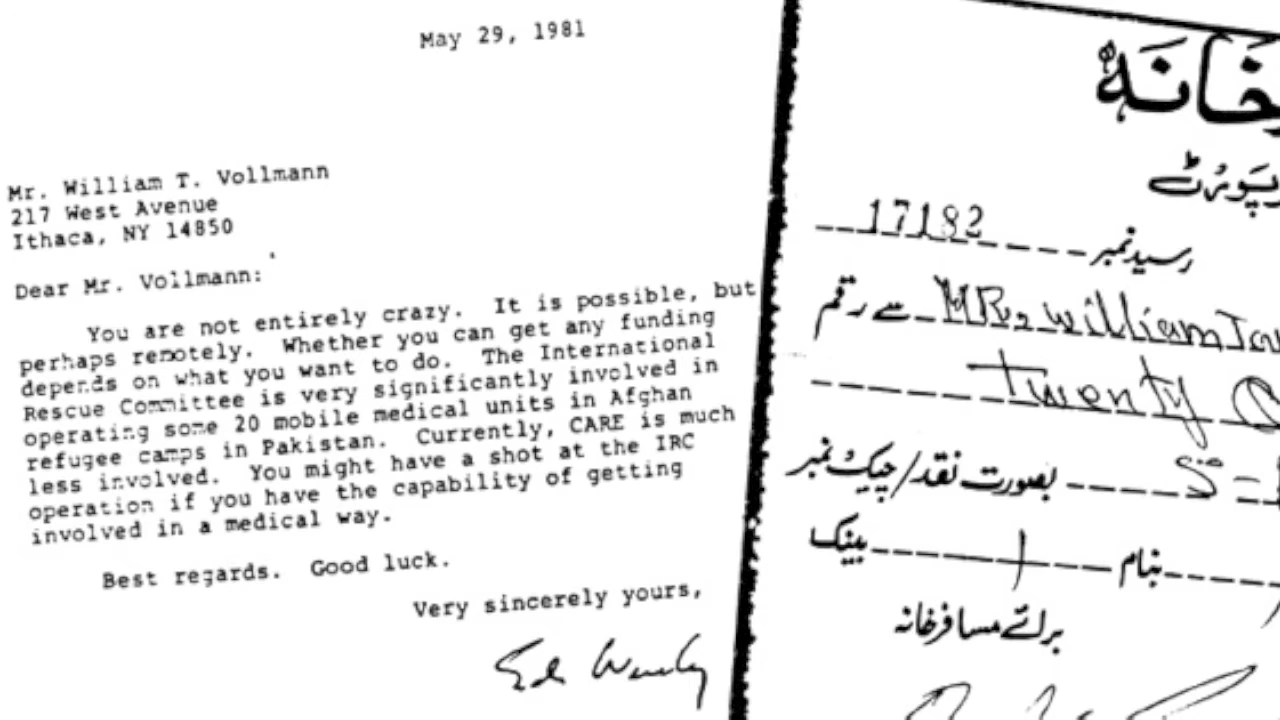 May 29, 1981
Mr. William T. Vollmann
217 West Avenue
Ithaca, NY 14850
Dear Mr. Vollmann:
You are not entirely crazy. It is possible, but
perhaps remotely. Whether you can get any funding
depends on what you want to do. The International
Rescue Committee is very significantly involved in
operating some 20 mobile medical units in Afghan
refugee camps in Pakistan. Currently, CARE is much
less involved. You might have a shot at the IRC
operation if you have the capability of getting
involved in a medical way.
Best regards. Good luck.
Very sincerely yours,
خَانَهٔ
17182 رسید نمبر
سے رقم MR. William
Twenty
بصورت نقد/چیک نمبر
بنام بینک
برائے مسافرخانہ